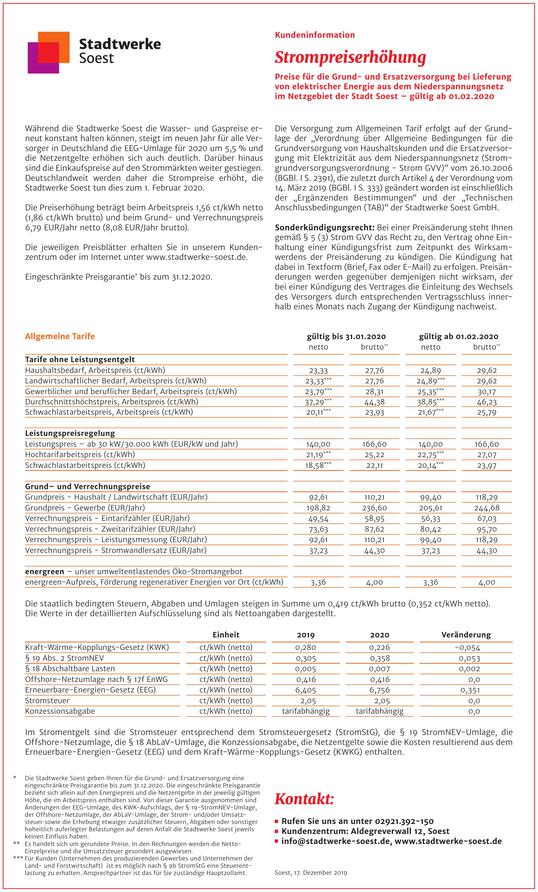 Stadtwerke
Soest
Kundeninformation
Strompreiserhöhung
Preise für die Grund- und Ersatzversorgung bei Lieferung
von elektrischer Energie aus dem Niederspannungsnetz
im Netzgebiet der Stadt Soest – gültig ab 01.02.2020
Während die Stadtwerke Soest die Wasser- und Gaspreise er-
neut konstant halten können, steigt im neuen Jahr für alle Ver-
sorger in Deutschland die EEG-Umlage für 2020 um 5,5 % und
die Netzentgelte erhöhen sich auch deutlich. Darüber hinaus
sind die Einkaufspreise auf den Strommärkten weiter gestiegen.
Deutschlandweit werden daher die Strompreise erhöht, die
Stadtwerke Soest tun dies zum 1. Februar 2020.
Die Preiserhöhung beträgt beim Arbeitspreis 1,56 ct/kWh netto
(1,86 ct/kWh brutto) und beim Grund- und Verrechnungspreis
6,79 EUR/Jahr netto (8,08 EUR/Jahr brutto).
Die jeweiligen Preisblätter erhalten Sie in unserem Kunden-
zentrum oder im Internet unter www.stadtwerke-soest.de.
Eingeschränkte Preisgarantie* bis zum 31.12.2020.
Die Versorgung zum Allgemeinen Tarif erfolgt auf der Grund-
lage der „Verordnung über Allgemeine Bedingungen für die
Grundversorgung von Haushaltskunden und die Ersatzversor-
gung mit Elektrizität aus dem Niederspannungsnetz (Strom-
grundversorgungsverordnung - Strom GVV)“ vom 26.10.2006
(BGBl. I S. 2391), die zuletzt durch Artikel 4 der Verordnung vom
14. März 2019 (BGBl. I S. 333) geändert worden ist einschließlich
der „Ergänzenden Bestimmungen“ und der „Technischen
Anschlussbedingungen (TAB)“ der Stadtwerke Soest GmbH.
Sonderkündigungsrecht: Bei einer Preisänderung steht Ihnen
gemäß § 5 (3) Strom GVV das Recht zu, den Vertrag ohne Ein-
haltung einer Kündigungsfrist zum Zeitpunkt des Wirksam-
werdens der Preisänderung zu kündigen. Die Kündigung hat
dabei in Textform (Brief, Fax oder E-Mail) zu erfolgen. Preisän-
derungen werden gegenüber demjenigen nicht wirksam, der
bei einer Kündigung des Vertrages die Einleitung des Wechsels
des Versorgers durch entsprechenden Vertragsschluss inner-
halb eines Monats nach Zugang der Kündigung nachweist.
Allgemeine Tarife gültig bis 31.01.2020 gültig ab 01.02.2020
netto brutto** netto brutto**
Tarife ohne Leistungsentgelt
Haushaltsbedarf, Arbeitspreis (ct/kWh) 23,33 27,76 24,89 29,62
Landwirtschaftlicher Bedarf, Arbeitspreis (ct/kWh) 23,33*** 27,76 24,89*** 29,62
Gewerblicher und beruflicher Bedarf, Arbeitspreis (ct/kWh) 23,79*** 28,31 25,35*** 30,17
Durchschnittshöchstpreis, Arbeitspreis (ct/kWh) 37,29*** 44,38 38,85*** 46,23
Schwachlastarbeitspreis, Arbeitspreis (ct/kWh) 20,11*** 23,93 21,67*** 25,79
Leistungspreisregelung
Leistungspreis – ab 30 kW/30.000 kWh (EUR/kW und Jahr) 140,00 166,60 140,00 166,60
Hochtarifarbeitspreis (ct/kWh) 21,19*** 25,22 22,75*** 27,07
Schwachlastarbeitspreis (ct/kWh) 18,58*** 22,11 20,14*** 23,97
Grund- und Verrechnungspreise
Grundpreis - Haushalt / Landwirtschaft (EUR/Jahr) 92,61 110,21 99,40 118,29
Grundpreis - Gewerbe (EUR/Jahr) 198,82 236,60 205,61 244,68
Verrechnungspreis - Eintarifzähler (EUR/Jahr) 49,54 58,95 56,33 67,03
Verrechnungspreis - Zweitarifzähler (EUR/Jahr) 73,63 87,62 80,42 95,70
Verrechnungspreis - Leistungsmessung (EUR/Jahr) 92,61 110,21 99,40 118,29
Verrechnungspreis - Stromwandlersatz (EUR/Jahr) 37,23 44,30 37,23 44,30
energreen – unser umweltentlastendes Öko-Stromangebot
energreen-Aufpreis, Förderung regenerativer Energien vor Ort (ct/kWh) 3,36 4,00 3,36 4,00
Die staatlich bedingten Steuern, Abgaben und Umlagen steigen in Summe um 0,419 ct/kWh brutto (0,352 ct/kWh netto).
Die Werte in der detaillierten Aufschlüsselung sind als Nettoangaben dargestellt.
Einheit 2019 2020 Veränderung
Kraft-Wärme-Kopplungs-Gesetz (KWK) ct/kWh (netto) 0,280 0,226 -0,054
§ 19 Abs. 2 StromNEV ct/kWh (netto) 0,305 0,358 0,053
§ 18 Abschaltbare Lasten ct/kWh (netto) 0,005 0,007 0,002
Offshore-Netzumlage nach § 17f EnWG ct/kWh (netto) 0,416 0,416 0,0
Erneuerbare-Energien-Gesetz (EEG) ct/kWh (netto) 6,405 6,756 0,351
Stromsteuer ct/kWh (netto) 2,05 2,05 0,0
Konzessionsabgabe ct/kWh (netto) tarifabhängig tarifabhängig 0,0
Im Stromentgelt sind die Stromsteuer entsprechend dem Stromsteuergesetz (StromStG), die § 19 StromNEV-Umlage, die
Offshore-Netzumlage, die § 18 AbLaV-Umlage, die Konzessionsabgabe, die Netzentgelte sowie die Kosten resultierend aus dem
Erneuerbare-Energien-Gesetz (EEG) und dem Kraft-Wärme-Kopplungs-Gesetz (KWKG) enthalten.
* Die Stadtwerke Soest geben Ihnen für die Grund- und Ersatzversorgung eine
eingeschränkte Preisgarantie bis zum 31.12.2020. Die eingeschränkte Preisgarantie
bezieht sich allein auf den Energiepreis und die Netzentgelte in der jeweilig gültigen
Höhe, die im Arbeitspreis enthalten sind. Von dieser Garantie ausgenommen sind
Änderungen der EEG-Umlage, des KWK-Aufschlags, der § 19-StromNEV-Umlage,
der Offshore-Netzumlage, der AbLaV-Umlage, der Strom- und/oder Umsatz-
steuer sowie die Erhebung etwaiger zusätzlicher Steuern, Abgaben oder sonstiger
hoheitlich auferlegter Belastungen auf deren Anfall die Stadtwerke Soest jeweils
keinen Einfluss haben.
** Es handelt sich um gerundete Preise. In den Rechnungen werden die Netto-
Einzelpreise und die Umsatzsteuer gesondert ausgewiesen.
*** Für Kunden (Unternehmen des produzierenden Gewerbes und Unternehmen der
Land- und Forstwirtschaft) ist es möglich nach § 9b StromStG eine Steuerent-
lastung zu erhalten. Ansprechpartner ist das für Sie zuständige Hauptzollamt.
Kontakt:
Rufen Sie uns an unter 02921.392-150
Kundenzentrum: Aldegreverwall 12, Soest
info@stadtwerke-soest.de, www.stadtwerke-soest.de
Soest, 17. Dezember 2019